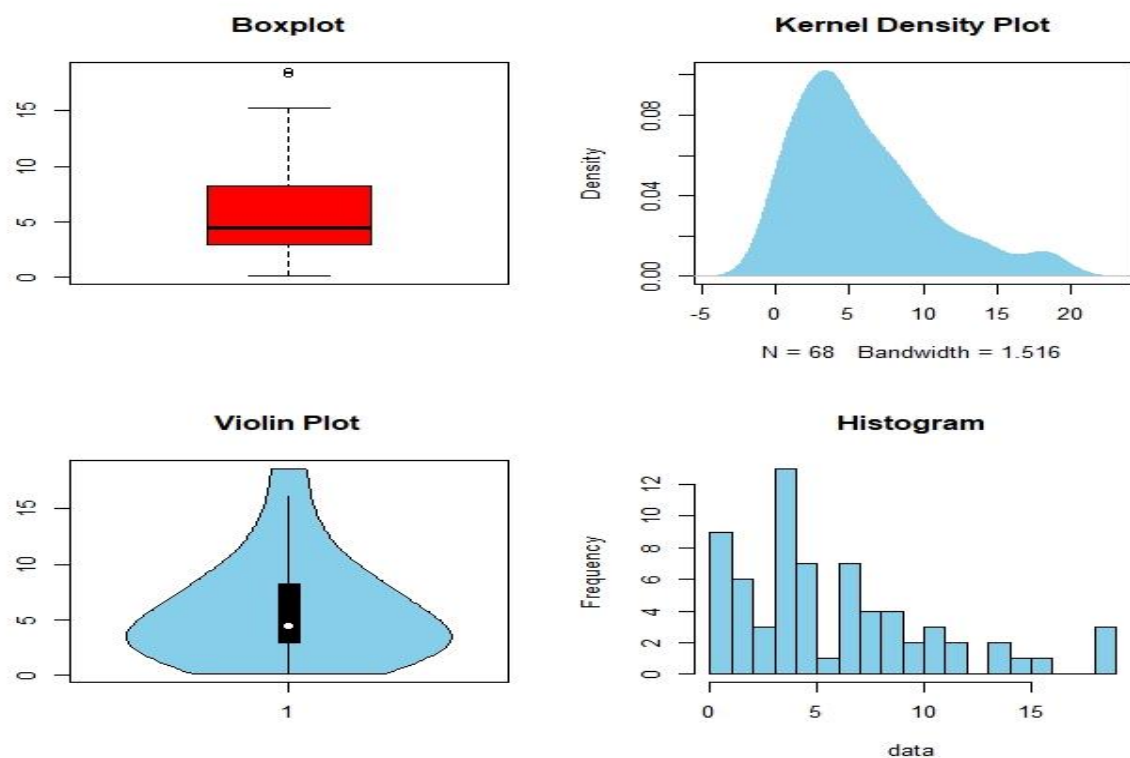 Boxplot
0 5 10 15
Kernel Density Plot
Density
0.00 0.04 0.08
-5 0 5 10 15 20
N = 68 Bandwidth = 1.516
Violin Plot
0 5 10 15
1
Histogram
Frequency
0 2 4 6 8 10 12
0 5 10 15
data